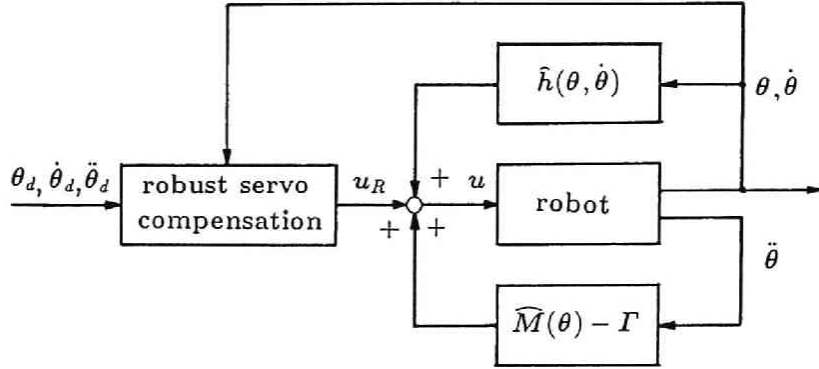 ĥ(θ, θ̇)
θ, θ̇
θ_d, θ̇_d, θ̈_d
robust servo
compensation
u_R
+
u
robot
+ +
θ̈
M̂(θ) − Γ